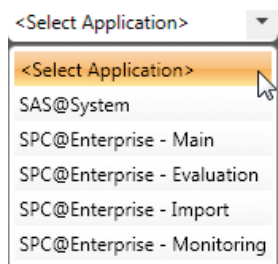 <Select Application>
<Select Application>
SAS@System
SPC@Enterprise - Main
SPC@Enterprise - Evaluation
SPC@Enterprise - Import
SPC@Enterprise - Monitoring